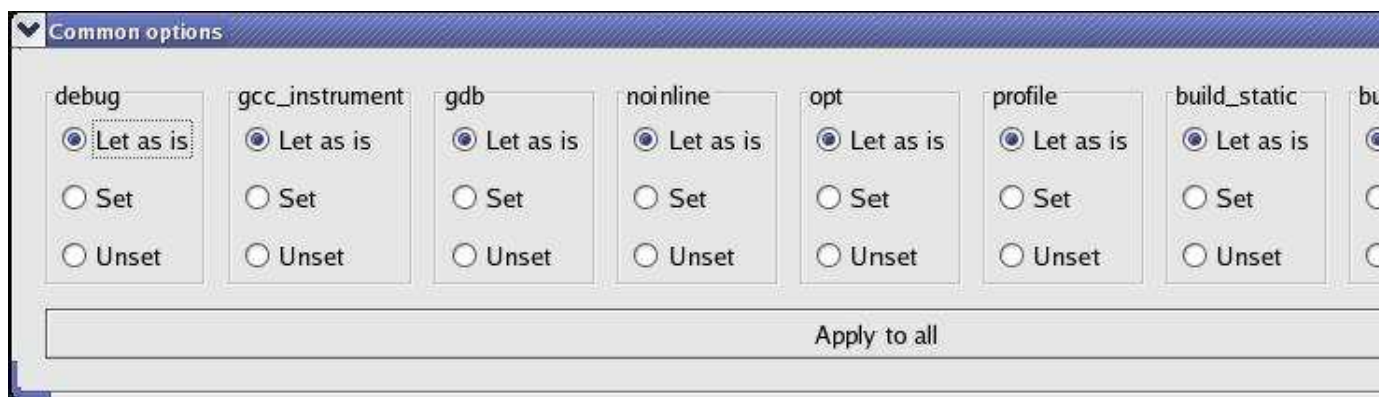 Common options
debug gcc_instrument gdb noinline opt profile build_static bu
Let as is Let as is Let as is Let as is Let as is Let as is Let as is
Set Set Set Set Set Set Set
Unset Unset Unset Unset Unset Unset Unset
Apply to all